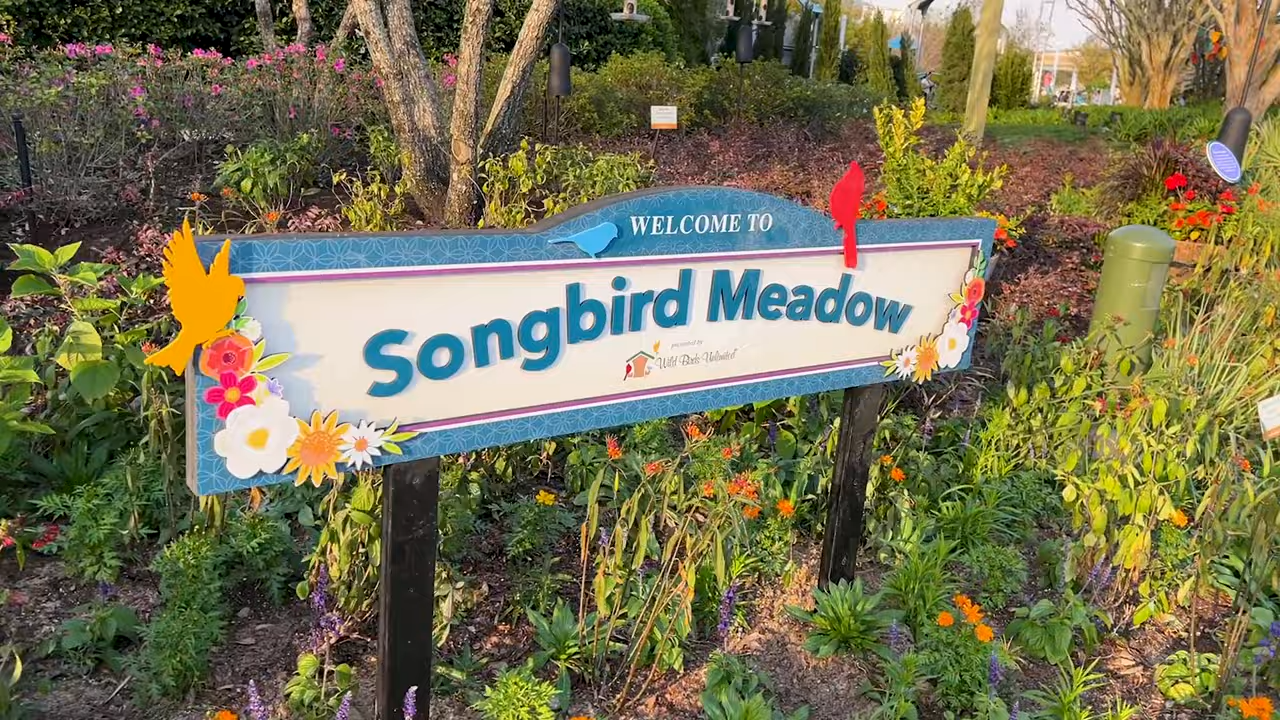 WELCOME TO
Songbird Meadow
presented by
Wild Birds Unlimited